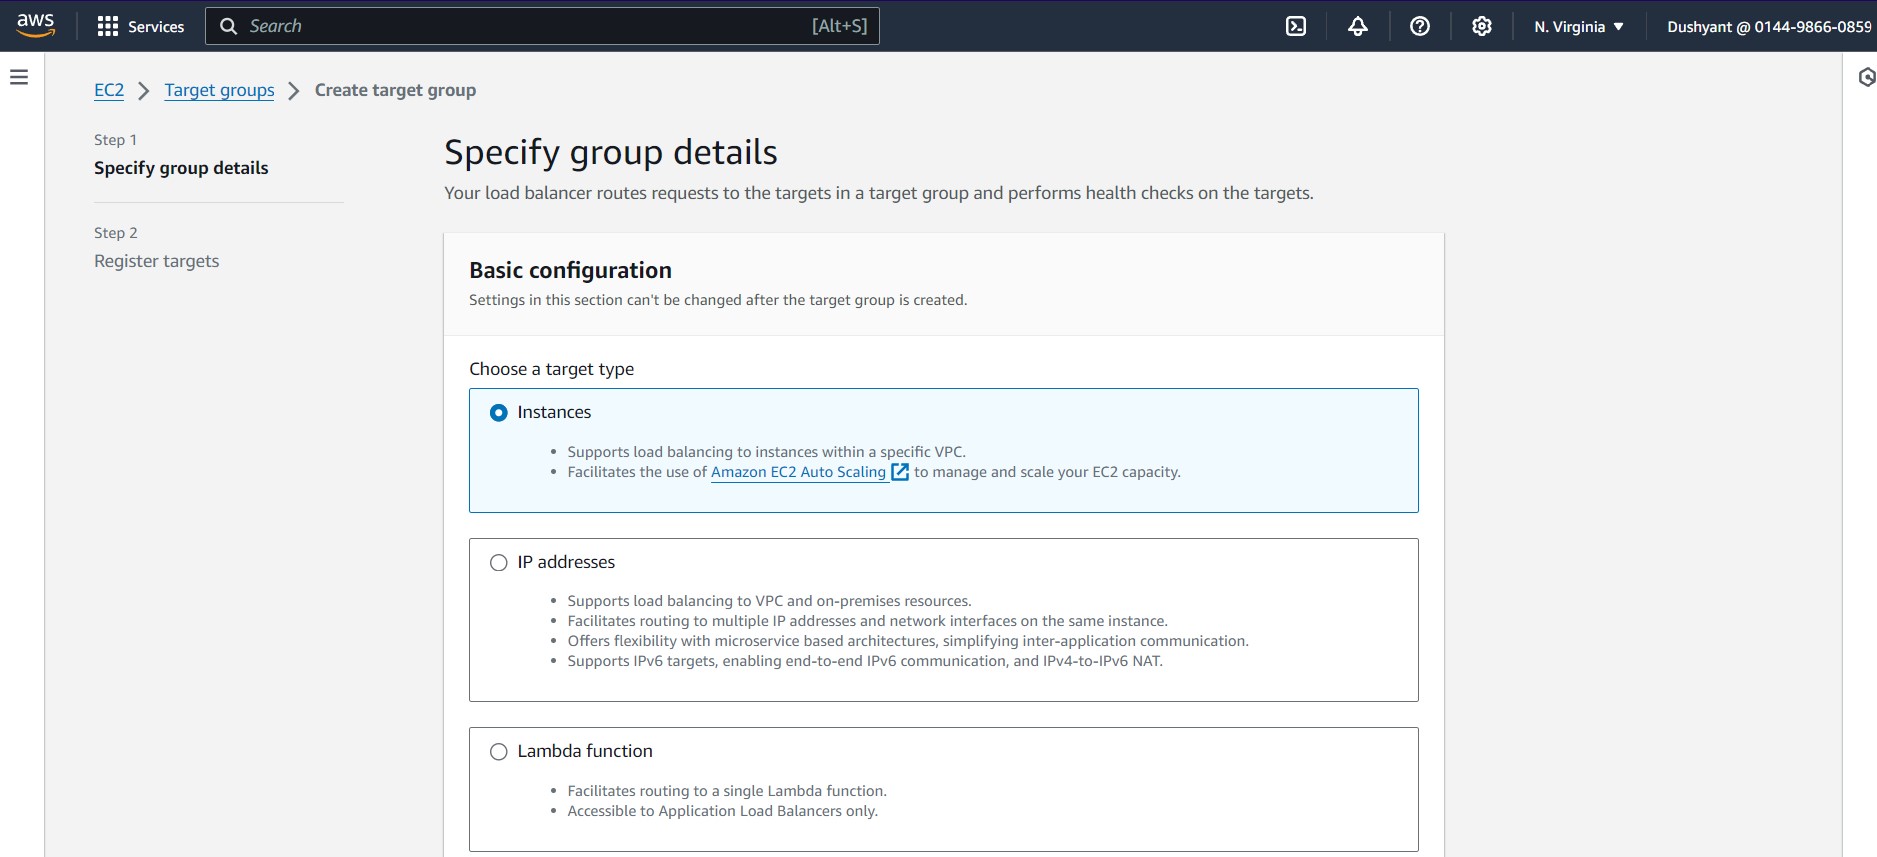 aws
Services
Search [Alt+S]
N. Virginia
Dushyant @ 0144-9866-0859
EC2 Target groups Create target group
Step 1
Specify group details
Step 2
Register targets
Specify group details
Your load balancer routes requests to the targets in a target group and performs health checks on the targets.
Basic configuration
Settings in this section can't be changed after the target group is created.
Choose a target type
Instances
• Supports load balancing to instances within a specific VPC.
• Facilitates the use of Amazon EC2 Auto Scaling to manage and scale your EC2 capacity.
IP addresses
• Supports load balancing to VPC and on-premises resources.
• Facilitates routing to multiple IP addresses and network interfaces on the same instance.
• Offers flexibility with microservice based architectures, simplifying inter-application communication.
• Supports IPv6 targets, enabling end-to-end IPv6 communication, and IPv4-to-IPv6 NAT.
Lambda function
• Facilitates routing to a single Lambda function.
• Accessible to Application Load Balancers only.